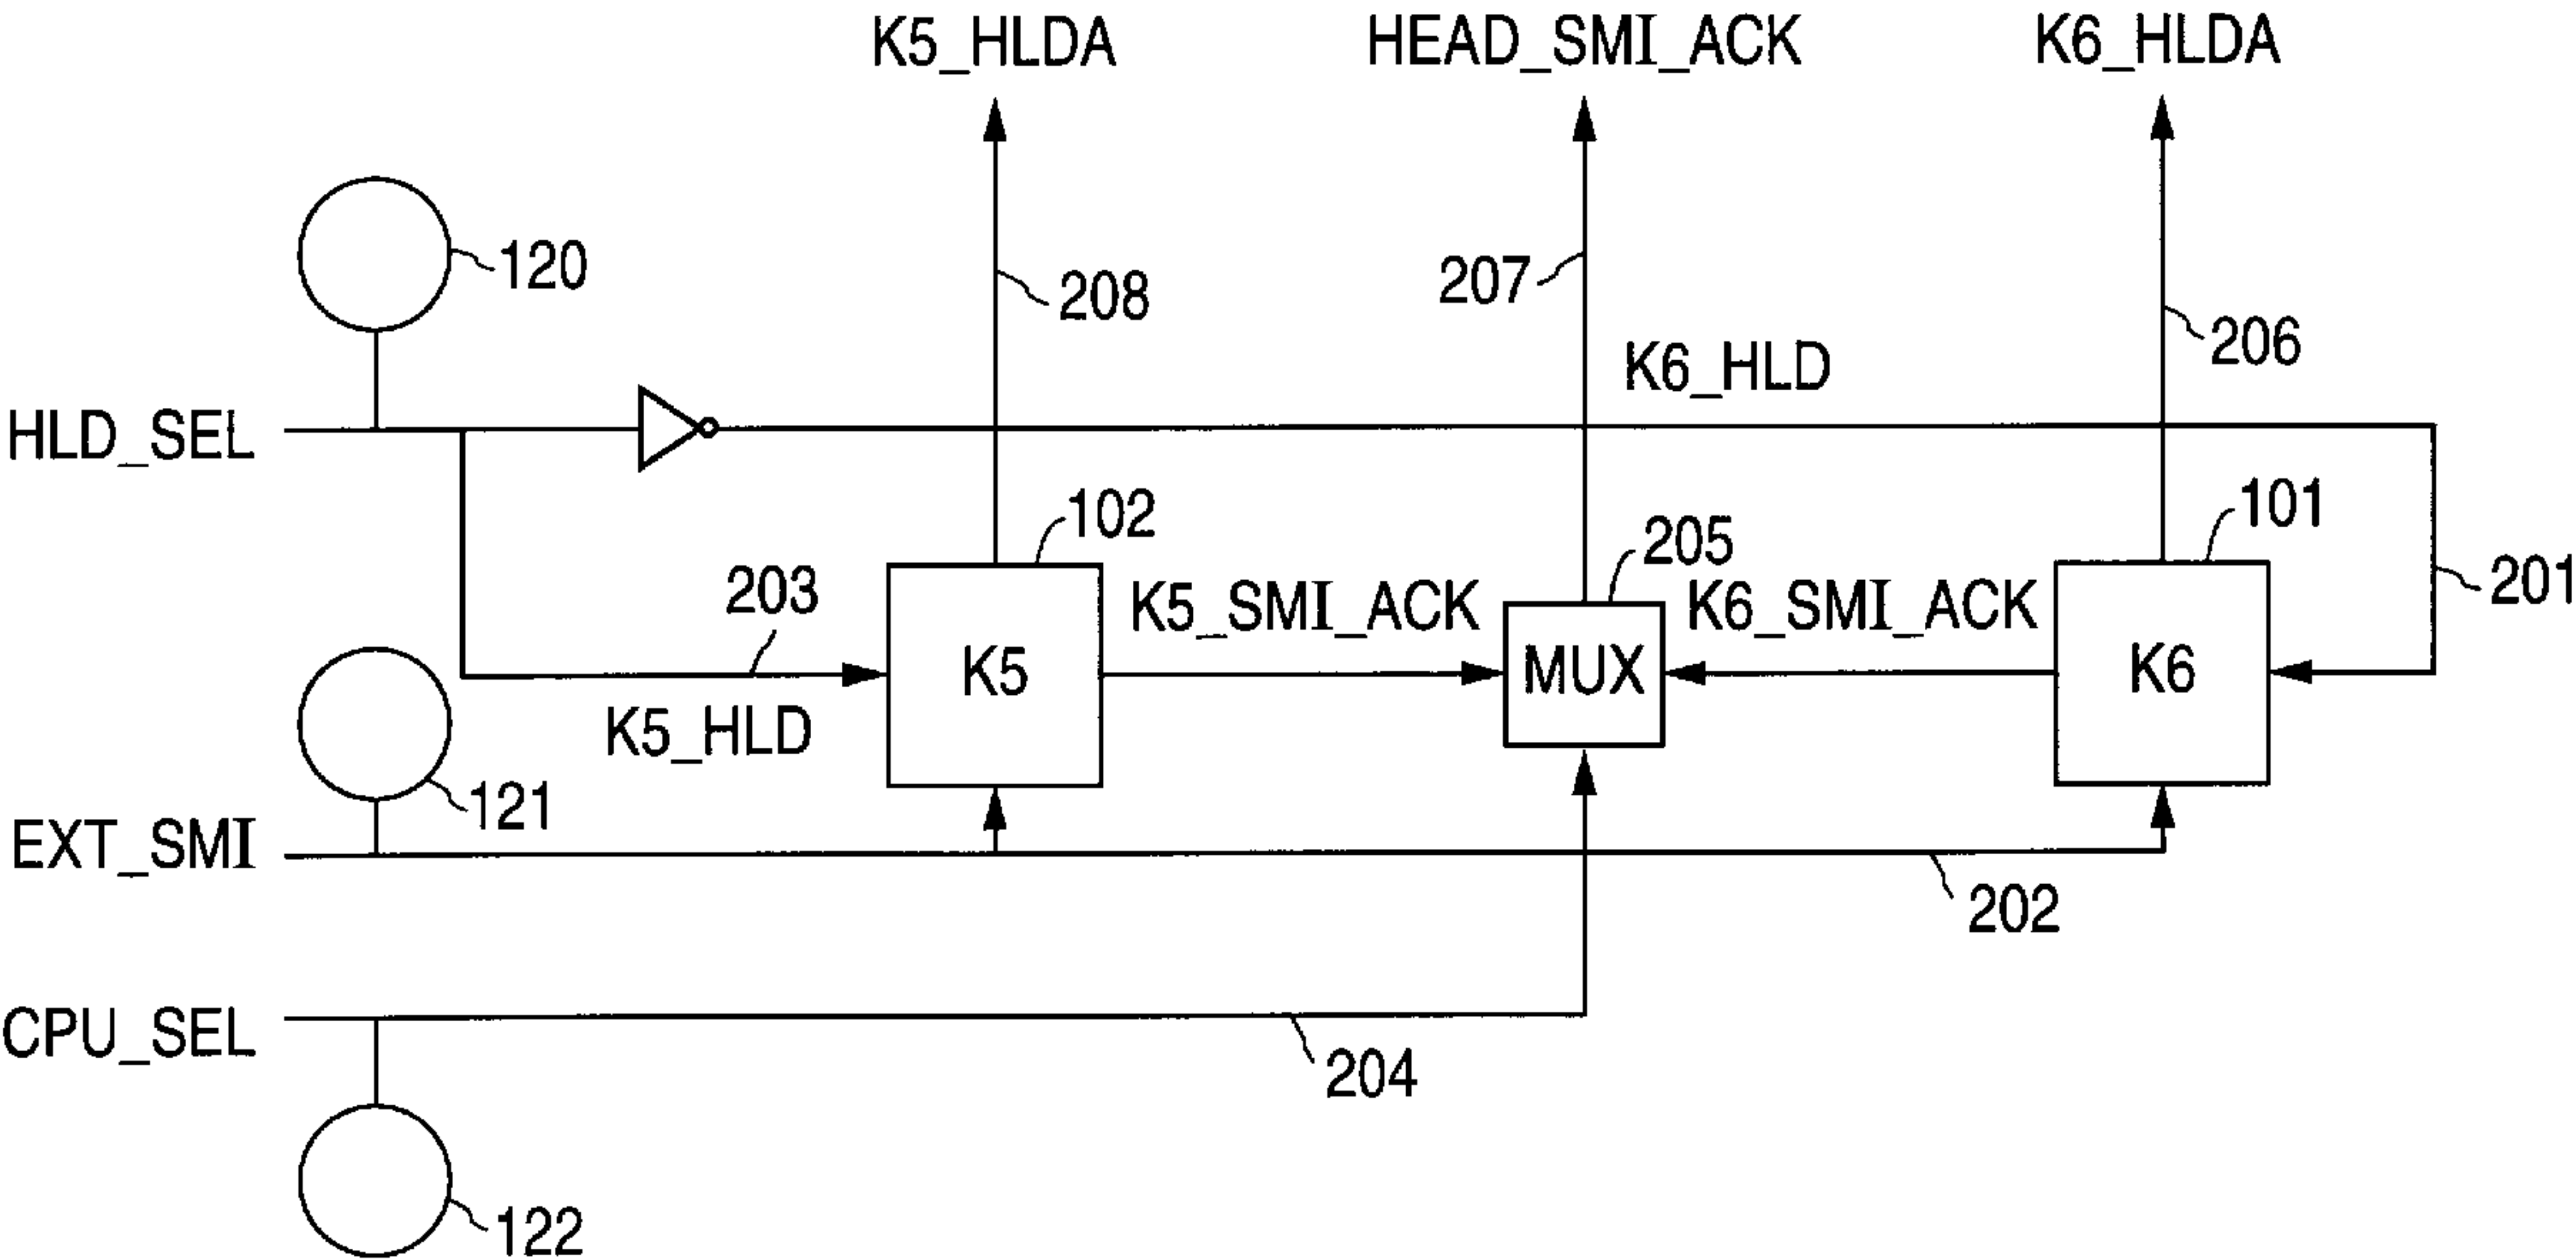 K5_HLDA
HEAD_SMI_ACK
K6_HLDA
120
208
207
206
K6_HLD
HLD_SEL
102
205
101
203
K5_SMI_ACK
K6_SMI_ACK
201
K5
MUX
K6
K5_HLD
121
EXT_SMI
202
CPU_SEL
204
122